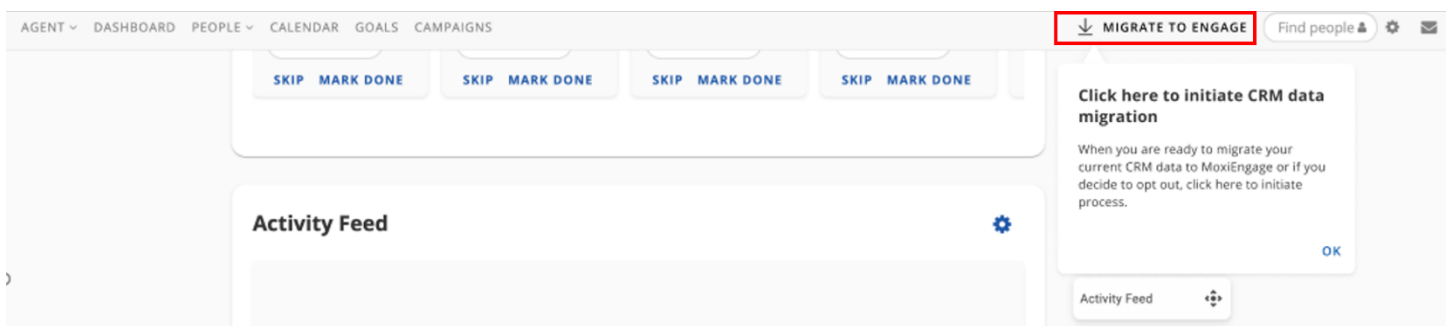 AGENT DASHBOARD PEOPLE CALENDAR GOALS CAMPAIGNS MIGRATE TO ENGAGE Find people
SKIP MARK DONE SKIP MARK DONE SKIP MARK DONE SKIP MARK DONE
Click here to initiate CRM data
migration
When you are ready to migrate your
current CRM data to MoxiEngage or if you
decide to opt out, click here to initiate
process.
OK
Activity Feed
Activity Feed